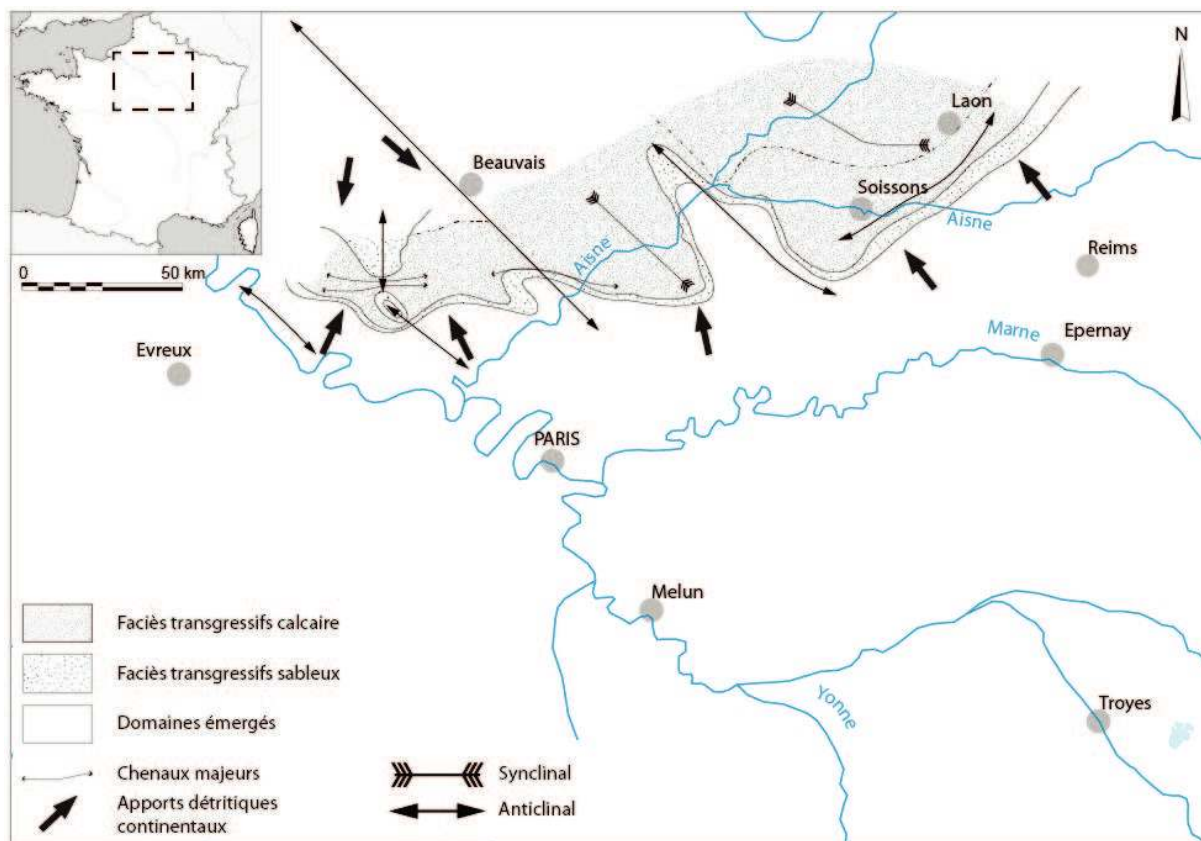 N
Laon
Beauvais
Soissons
Aisne
Aisne
Reims
0
50 km
Evreux
Marne
Epernay
PARIS
Melun
Yonne
Troyes
Faciès transgressifs calcaire
Faciès transgressifs sableux
Domaines émergés
Chenaux majeurs
Apports détritiques
continentaux
Synclinal
Anticlinal